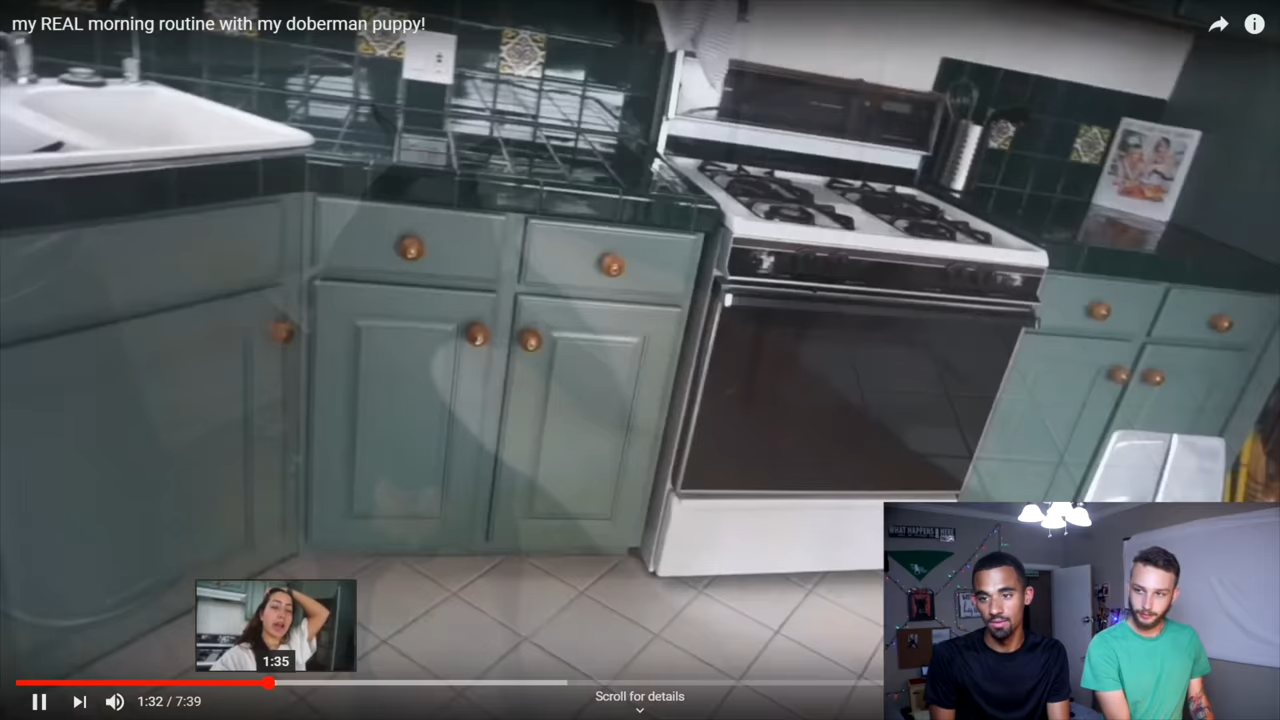 my REAL morning routine with my doberman puppy!
WHAT HAPPENS HERE
1:35
1:32 / 7:39
Scroll for details